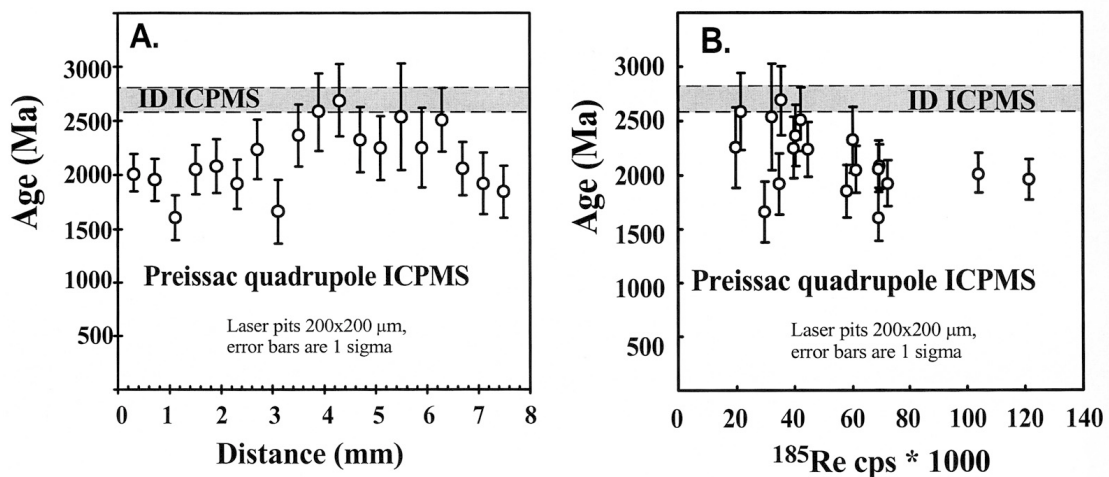 A.
3000
2500
2000
1500
1000
500
Age (Ma)
ID ICPMS
Preissac quadrupole ICPMS
Laser pits 200x200 μm,
error bars are 1 sigma
0 1 2 3 4 5 6 7 8
Distance (mm)
B.
3000
2500
2000
1500
1000
500
Age (Ma)
ID ICPMS
Preissac quadrupole ICPMS
Laser pits 200x200 μm,
error bars are 1 sigma
0 20 40 60 80 100 120 140
¹⁸⁵Re cps * 1000